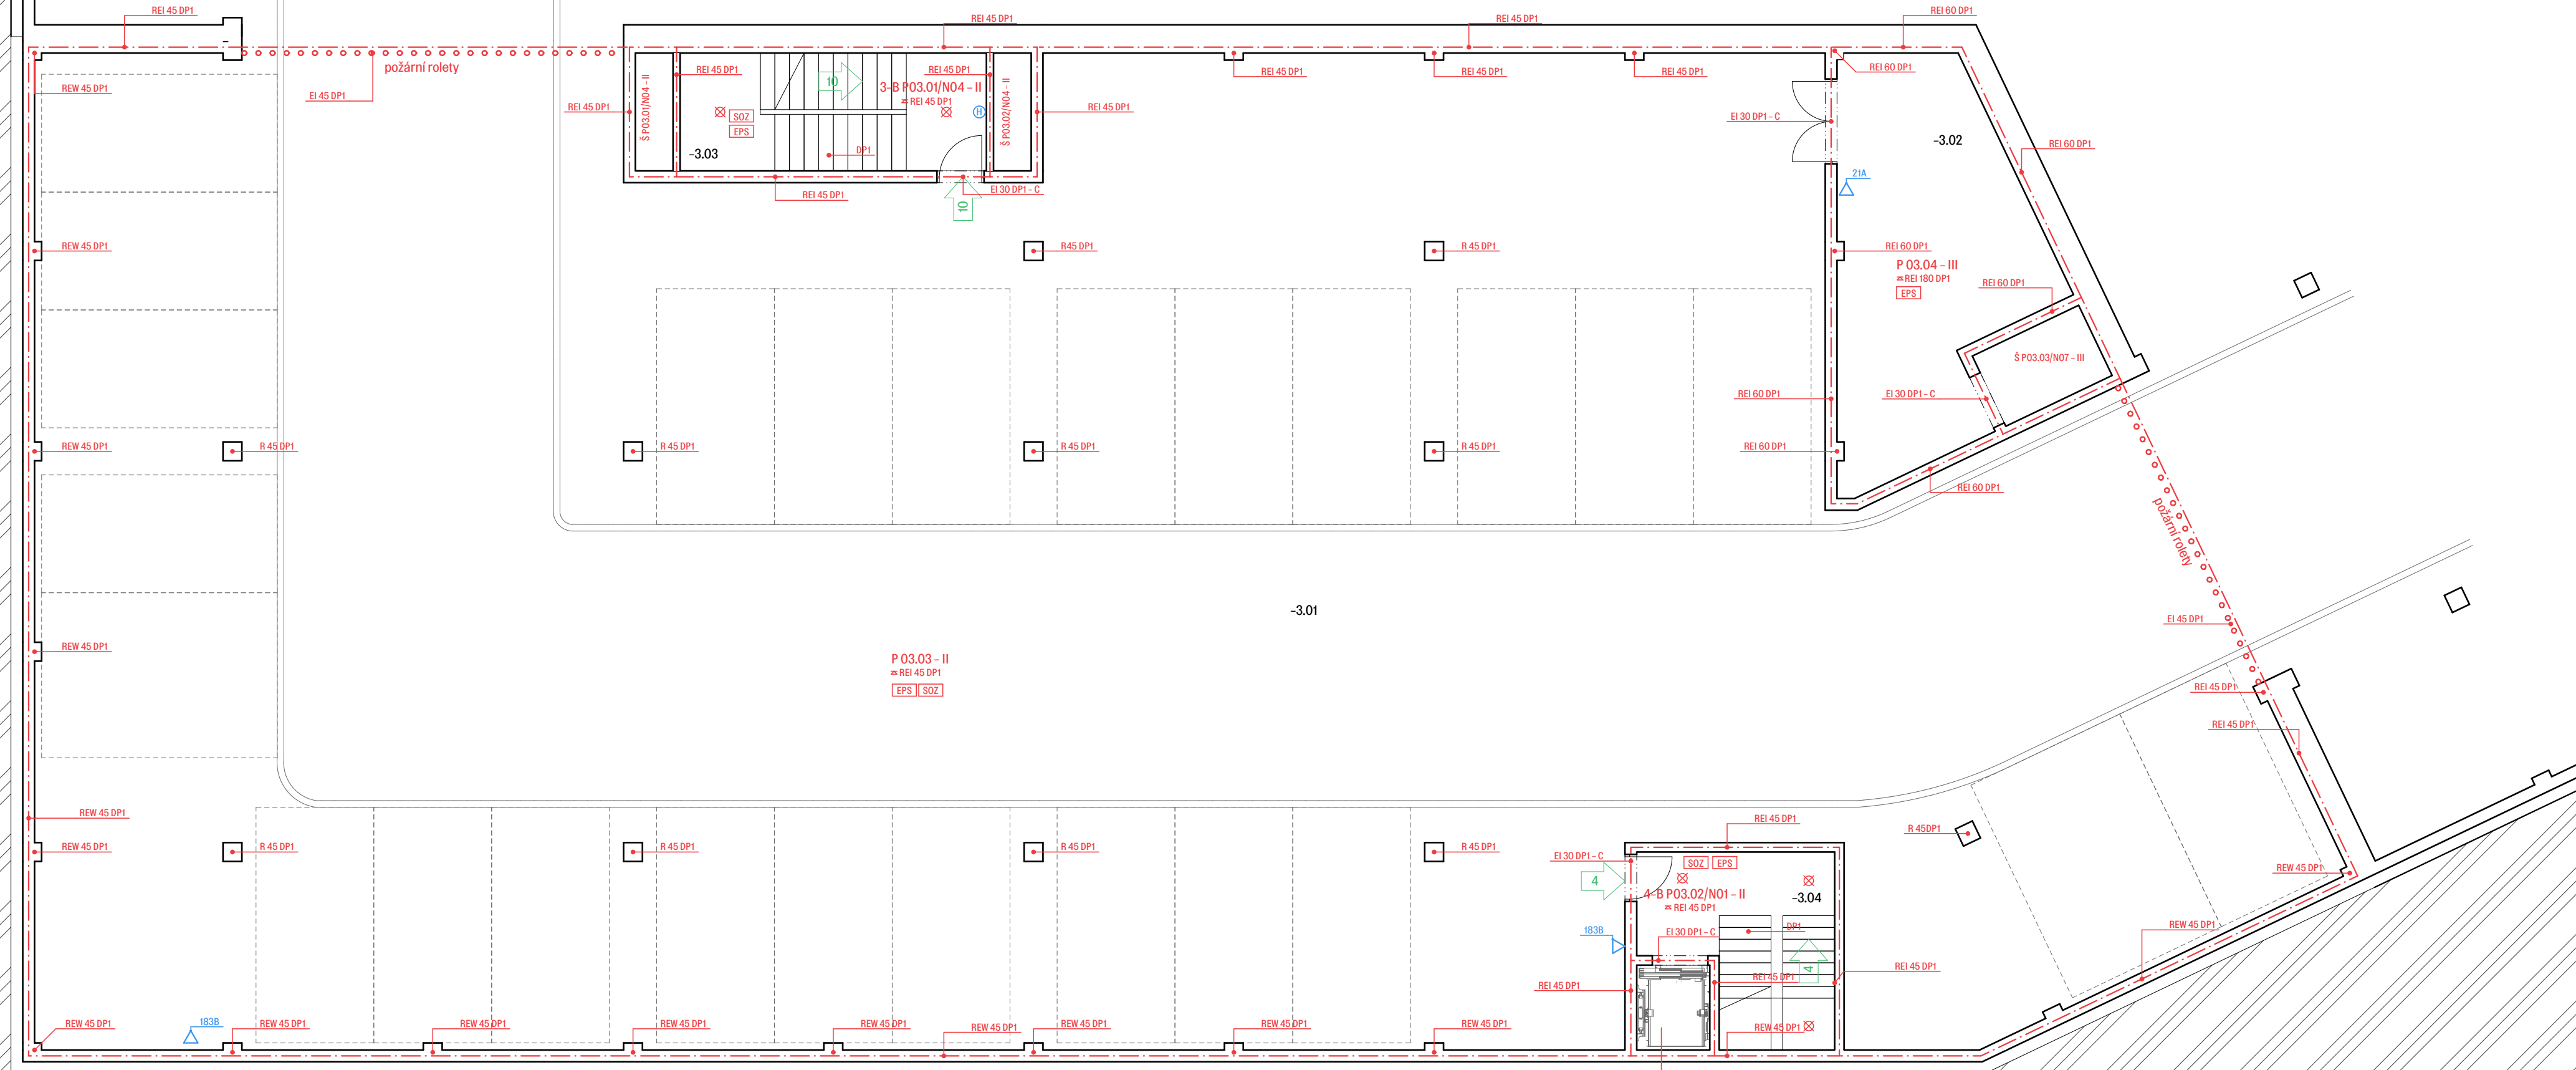 REI 45 DP1
REI 45 DP1
REI 45 DP1
REI 60 DP1
požární rolety
REI 45 DP1
REI 45 DP1
REI 45 DP1
REI 45 DP1
REI 45 DP1
REI 60 DP1
REW 45 DP1
EI 45 DP1
10
3-B P03.01/N04 – II
REI 45 DP1
Š P03.01/N04 – II
Š P03.02/N04 – II
REI 45 DP1
REI 45 DP1
SOZ
EPS
H
EI 30 DP1 – C
-3.02
REI 60 DP1
-3.03
DP1
21A
REI 45 DP1
EI 30 DP1 – C
10
REW 45 DP1
R45 DP1
R 45 DP1
REI 60 DP1
P 03.04 – III
REI 180 DP1
EPS
REI 60 DP1
Š P03.03/N07 – III
REI 60 DP1
EI 30 DP1 – C
REW 45 DP1
R 45 DP1
R 45 DP1
R 45 DP1
R 45 DP1
REI 60 DP1
REI 60 DP1
požární rolety
-3.01
EI 45 DP1
REW 45 DP1
P 03.03 – II
REI 45 DP1
EPS
SOZ
REI 45 DP1
REI 45 DP1
REW 45 DP1
REI 45 DP1
R 45DP1
REW 45 DP1
R 45 DP1
R 45 DP1
R 45 DP1
R 45 DP1
EI 30 DP1 – C
SOZ
EPS
REW 45 DP1
4
4-B P03.02/N01 – II
REI 45 DP1
-3.04
183B
EI 30 DP1 – C
DP1
REW 45 DP1
4
REI 45 DP1
REI 45 DP1
REI 45 DP1
REW 45 DP1
183B
REW 45 DP1
REW 45 DP1
REW 45 DP1
REW 45 DP1
REW 45 DP1
REW 45 DP1
REW 45 DP1
REW 45 DP1
REW 45 DP1